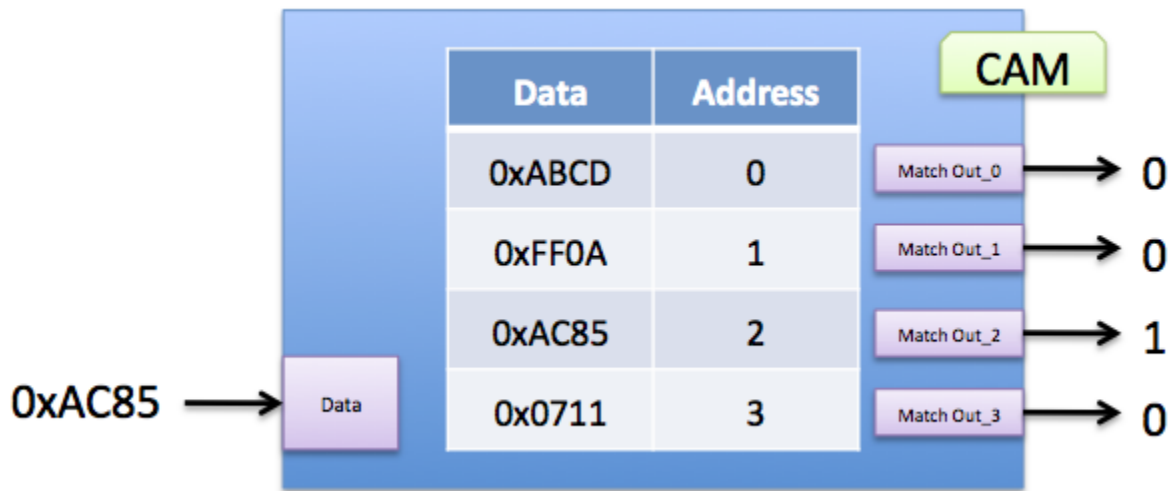 CAM
Data Address
0xABCD 0 Match Out_0 0
0xFF0A 1 Match Out_1 0
0xAC85 2 Match Out_2 1
0xAC85 Data
0x0711 3 Match Out_3 0